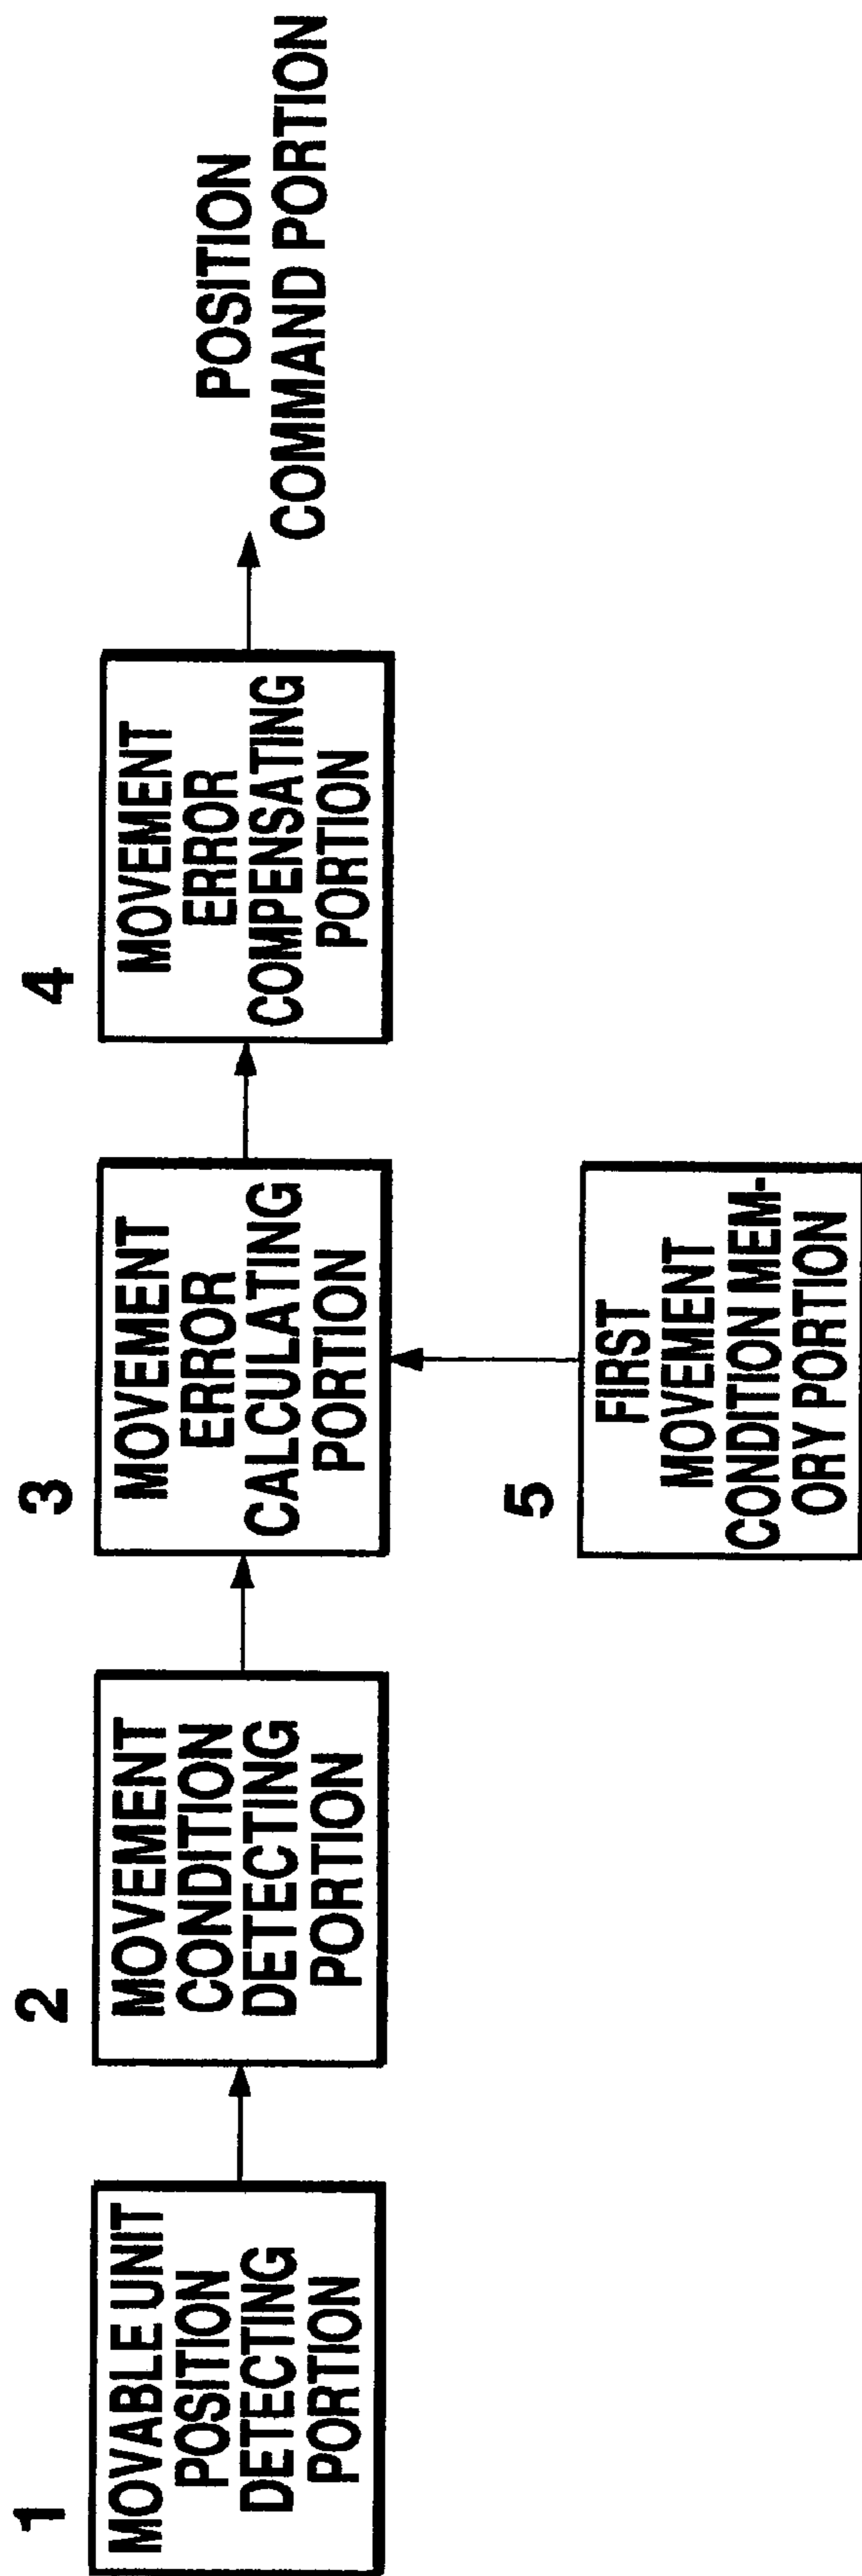 1
MOVABLE UNIT
POSITION
DETECTING
PORTION
2
MOVEMENT
CONDITION
DETECTING
PORTION
3
MOVEMENT
ERROR
CALCULATING
PORTION
4
MOVEMENT
ERROR
COMPENSATING
PORTION
POSITION
COMMAND PORTION
5
FIRST
MOVEMENT
CONDITION MEM-
ORY PORTION